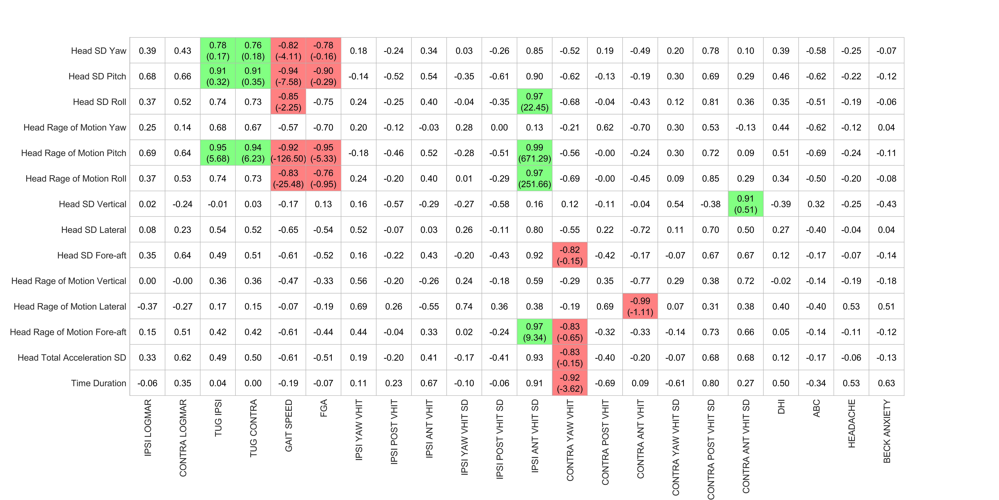 Head SD Yaw 0.39 0.43 0.78 (0.17) 0.76 (0.18) -0.82 (-4.11) -0.78 (-0.16) 0.18 -0.24 0.34 0.03 -0.26 0.85 -0.52 0.19 -0.49 0.20 0.78 0.10 0.39 -0.58 -0.25 -0.07
Head SD Pitch 0.68 0.66 0.91 (0.32) 0.91 (0.35) -0.94 (-7.58) -0.90 (-0.29) -0.14 -0.52 0.54 -0.35 -0.61 0.90 -0.62 -0.13 -0.19 0.30 0.69 0.29 0.46 -0.62 -0.22 -0.12
Head SD Roll 0.37 0.52 0.74 0.73 -0.85 (-2.25) -0.75 0.24 -0.25 0.40 -0.04 -0.35 0.97 (22.45) -0.68 -0.04 -0.43 0.12 0.81 0.36 0.35 -0.51 -0.19 -0.06
Head Rage of Motion Yaw 0.25 0.14 0.68 0.67 -0.57 -0.70 0.20 -0.12 -0.03 0.28 0.00 0.13 -0.21 0.62 -0.70 0.30 0.53 -0.13 0.44 -0.62 -0.12 0.04
Head Rage of Motion Pitch 0.69 0.64 0.95 (5.68) 0.94 (6.23) -0.92 (-126.50) -0.95 (-5.33) -0.18 -0.46 0.52 -0.28 -0.51 0.99 (671.29) -0.56 -0.00 -0.24 0.30 0.72 0.09 0.51 -0.69 -0.24 -0.11
Head Rage of Motion Roll 0.37 0.53 0.74 0.73 -0.83 (-25.48) -0.76 (-0.95) 0.24 -0.20 0.40 0.01 -0.29 0.97 (251.66) -0.69 -0.00 -0.45 0.09 0.85 0.29 0.34 -0.50 -0.20 -0.08
Head SD Vertical 0.02 -0.24 -0.01 0.03 -0.17 0.13 0.16 -0.57 -0.29 -0.27 -0.58 0.16 0.12 -0.11 -0.04 0.54 -0.38 0.91 (0.51) -0.39 0.32 -0.25 -0.43
Head SD Lateral 0.08 0.23 0.54 0.52 -0.65 -0.54 0.52 -0.07 0.03 0.26 -0.11 0.80 -0.55 0.22 -0.72 0.11 0.70 0.50 0.27 -0.40 -0.04 0.04
Head SD Fore-aft 0.35 0.64 0.49 0.51 -0.61 -0.52 0.16 -0.22 0.43 -0.20 -0.43 0.92 -0.82 (-0.15) -0.42 -0.17 -0.07 0.67 0.67 0.12 -0.17 -0.07 -0.14
Head Rage of Motion Vertical 0.00 -0.00 0.36 0.36 -0.47 -0.33 0.56 -0.20 -0.26 0.24 -0.18 0.59 -0.29 0.35 -0.77 0.29 0.38 0.72 -0.02 -0.14 -0.19 -0.18
Head Rage of Motion Lateral -0.37 -0.27 0.17 0.15 -0.07 -0.19 0.69 0.26 -0.55 0.74 0.36 0.38 -0.19 0.69 -0.99 (-1.11) 0.07 0.31 0.38 0.40 -0.40 0.53 0.51
Head Rage of Motion Fore-aft 0.15 0.51 0.42 0.42 -0.61 -0.44 0.44 -0.04 0.33 0.02 -0.24 0.97 (9.34) -0.83 (-0.65) -0.32 -0.33 -0.14 0.73 0.66 0.05 -0.14 -0.11 -0.12
Head Total Acceleration SD 0.33 0.62 0.49 0.50 -0.61 -0.51 0.19 -0.20 0.41 -0.17 -0.41 0.93 -0.83 (-0.15) -0.40 -0.20 -0.07 0.68 0.68 0.12 -0.17 -0.06 -0.13
Time Duration -0.06 0.35 0.04 0.00 -0.19 -0.07 0.11 0.23 0.67 -0.10 -0.06 0.91 -0.92 (-3.62) -0.69 0.09 -0.61 0.80 0.27 0.50 -0.34 0.53 0.63
IPSI LOGMAR
CONTRA LOGMAR
TUG IPSI
TUG CONTRA
GAIT SPEED
FGA
IPSI YAW VHIT
IPSI POST VHIT
IPSI ANT VHIT
IPSI YAW VHIT SD
IPSI POST VHIT SD
IPSI ANT VHIT SD
CONTRA YAW VHIT
CONTRA POST VHIT
CONTRA ANT VHIT
CONTRA YAW VHIT SD
CONTRA POST VHIT SD
CONTRA ANT VHIT SD
DHI
ABC
HEADACHE
BECK ANXIETY